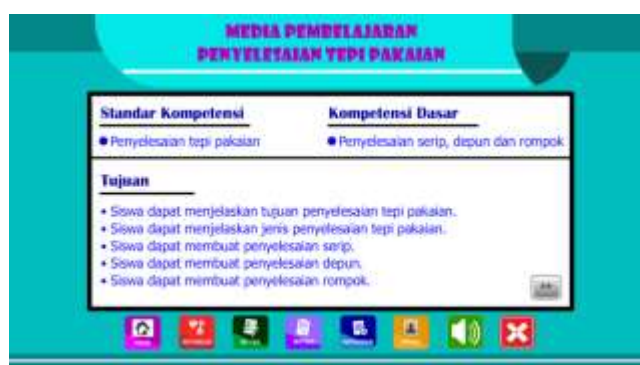 MEDIA PEMBELAJARAN
PENYELESAIAN TEPI PAKAIAN
Standar Kompetensi
Kompetensi Dasar
• Penyelesaian tepi pakaian
• Penyelesaian serip, depun dan rompok
Tujuan
• Siswa dapat menjelaskan tujuan penyelesaian tepi pakaian.
• Siswa dapat menjelaskan jenis penyelesaian tepi pakaian.
• Siswa dapat membuat penyelesaian serip.
• Siswa dapat membuat penyelesaian depun.
• Siswa dapat membuat penyelesaian rompok.